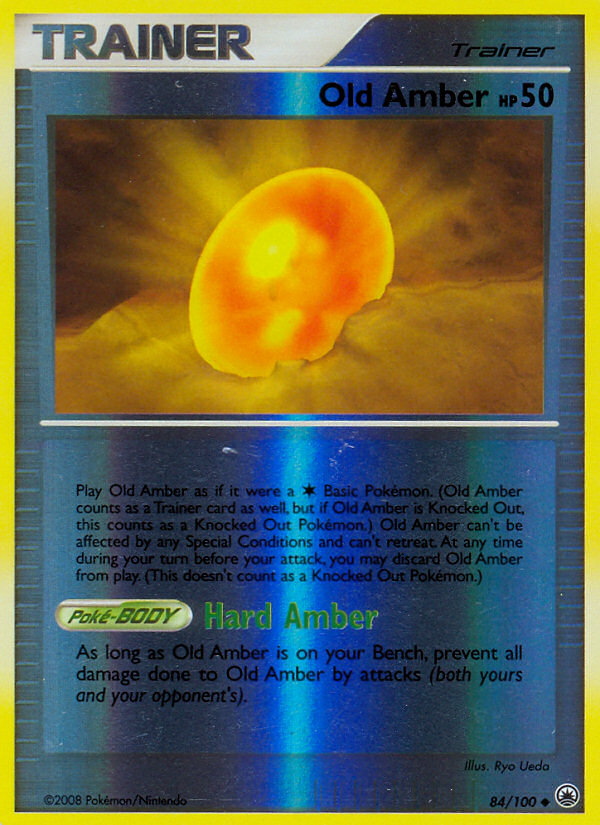 TRAINER
Trainer
Old Amber HP 50
Play Old Amber as if it were a Basic Pokémon. (Old Amber
counts as a Trainer card as well, but if Old Amber is Knocked Out,
this counts as a Knocked Out Pokémon.) Old Amber can't be
affected by any Special Conditions and can't retreat. At any time
during your turn before your attack, you may discard Old Amber
from play. (This doesn't count as a Knocked Out Pokémon.)
Poké-BODY Hard Amber
As long as Old Amber is on your Bench, prevent all
damage done to Old Amber by attacks (both yours
and your opponent's).
Illus. Ryo Ueda
©2008 Pokémon/Nintendo 84/100